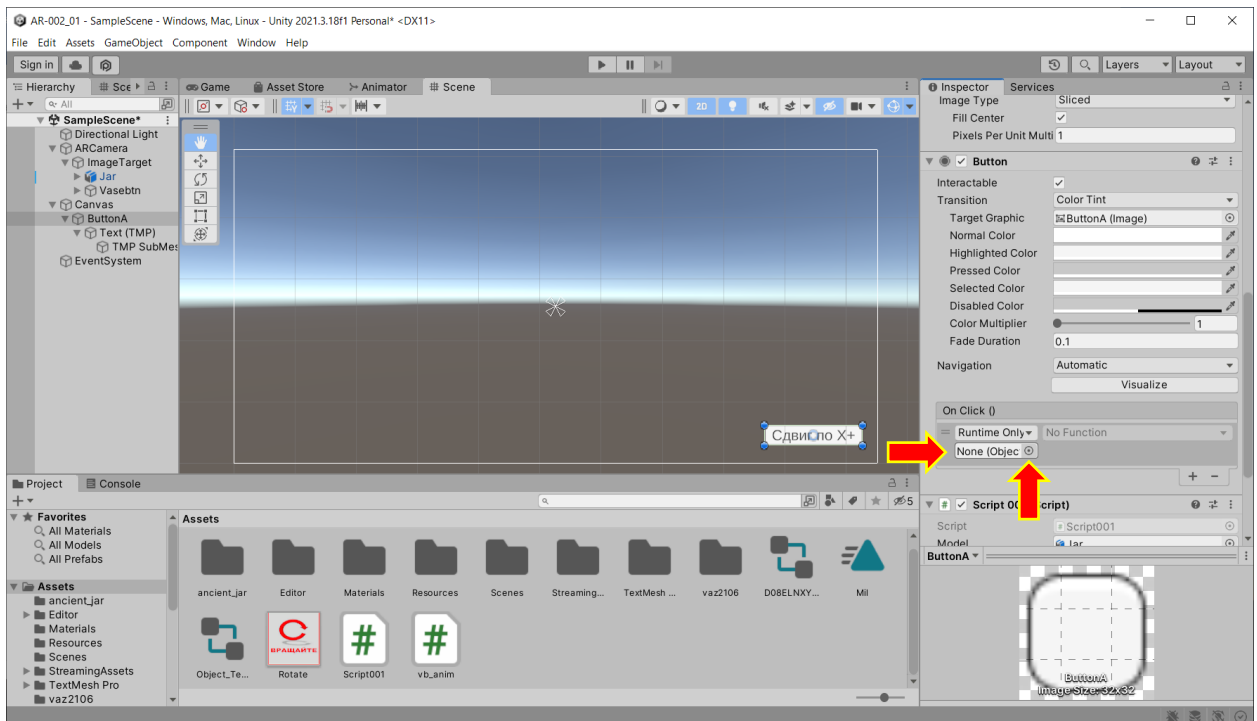 AR-002_01 - SampleScene - Windows, Mac, Linux - Unity 2021.3.18f1 Personal* <DX11>
File Edit Assets GameObject Component Window Help
Sign in
Layers
Layout
Hierarchy
Sce
All
SampleScene*
Directional Light
ARCamera
ImageTarget
Jar
Vasebtn
Canvas
ButtonA
Text (TMP)
TMP SubMes
EventSystem
Game
Asset Store
Animator
Scene
2D
Сдвиг по X+
Inspector
Services
Image Type Sliced
Fill Center
Pixels Per Unit Multi 1
Button
Interactable
Transition Color Tint
Target Graphic ButtonA (Image)
Normal Color
Highlighted Color
Pressed Color
Selected Color
Disabled Color
Color Multiplier 1
Fade Duration 0.1
Navigation Automatic
Visualize
On Click ()
Runtime Only No Function
None (Objec
+ -
Script 00 cript)
Script Script001
Model Jar
ButtonA
ButtonA
Image Size: 32x32
Project
Console
5
Favorites
All Materials
All Models
All Prefabs
Assets
ancient_jar
Editor
Materials
Resources
Scenes
StreamingAssets
TextMesh Pro
vaz2106
Assets
ancient_jar
Editor
Materials
Resources
Scenes
Streaming...
TextMesh ...
vaz2106
D08ELNXY...
Mil
С
ВРАЩАЙТЕ
Object_Te...
Rotate
Script001
vb_anim